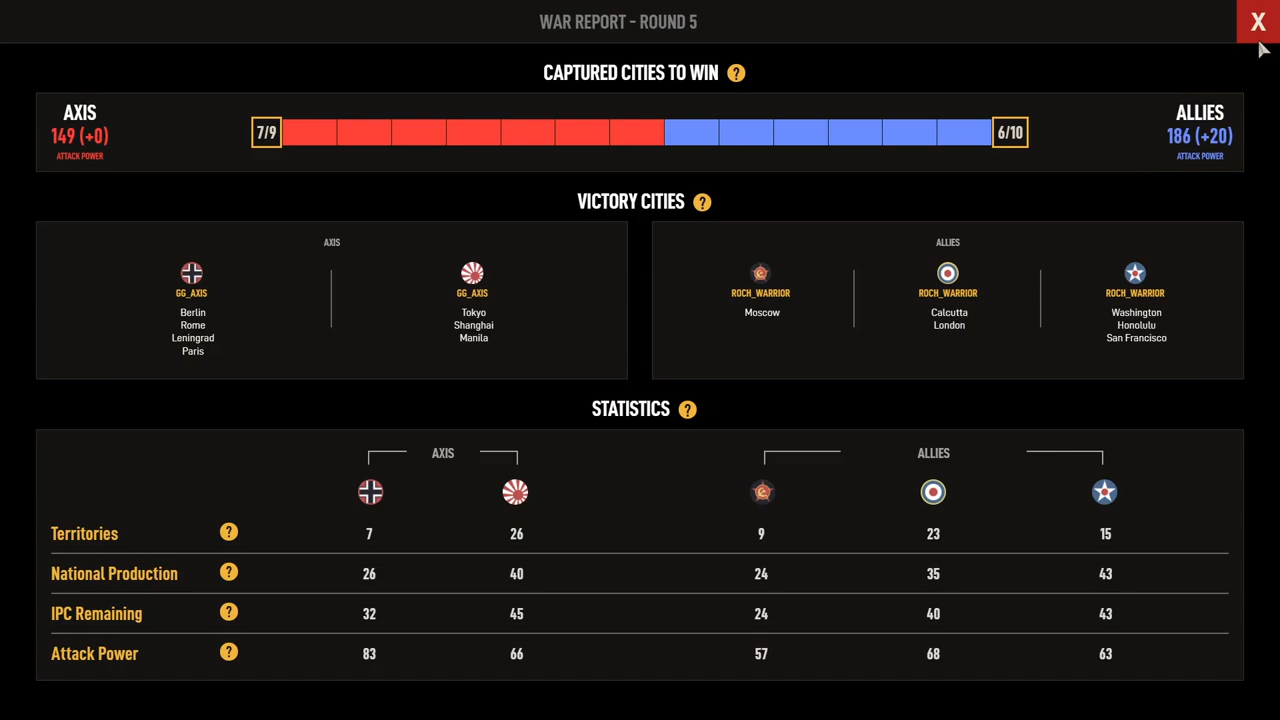 WAR REPORT - ROUND 5
X
CAPTURED CITIES TO WIN ?
AXIS
149 (+0)
ATTACK POWER
7/9
6/10
ALLIES
186 (+20)
ATTACK POWER
VICTORY CITIES ?
AXIS
GG_AXIS
Berlin
Rome
Leningrad
Paris
GG_AXIS
Tokyo
Shanghai
Manila
ALLIES
ROCH_WARRIOR
Moscow
ROCH_WARRIOR
Calcutta
London
ROCH_WARRIOR
Washington
Honolulu
San Francisco
STATISTICS ?
AXIS ALLIES
Territories ? 7 26 9 23 15
National Production ? 26 40 24 35 43
IPC Remaining ? 32 45 24 40 43
Attack Power ? 83 66 57 68 63